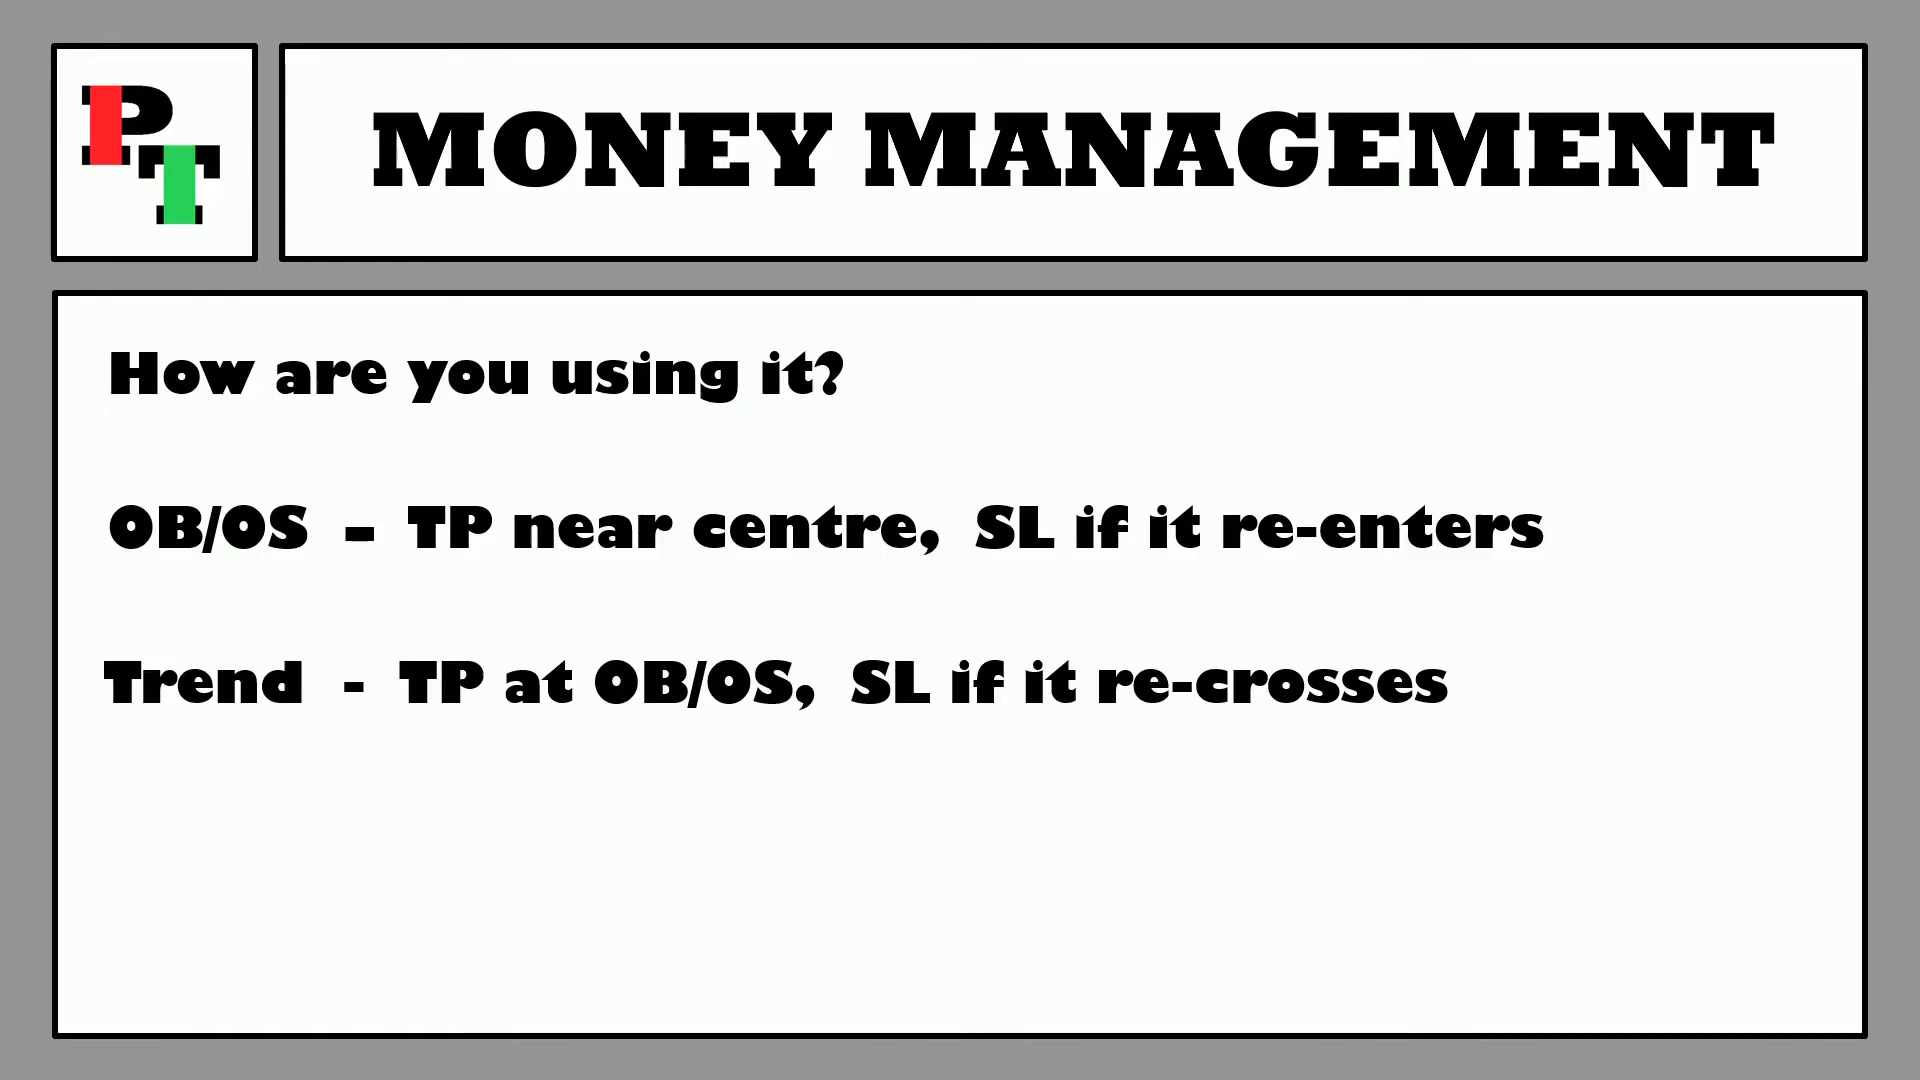 PT
MONEY MANAGEMENT
How are you using it?
OB/OS - TP near centre, SL if it re-enters
Trend - TP at OB/OS, SL if it re-crosses